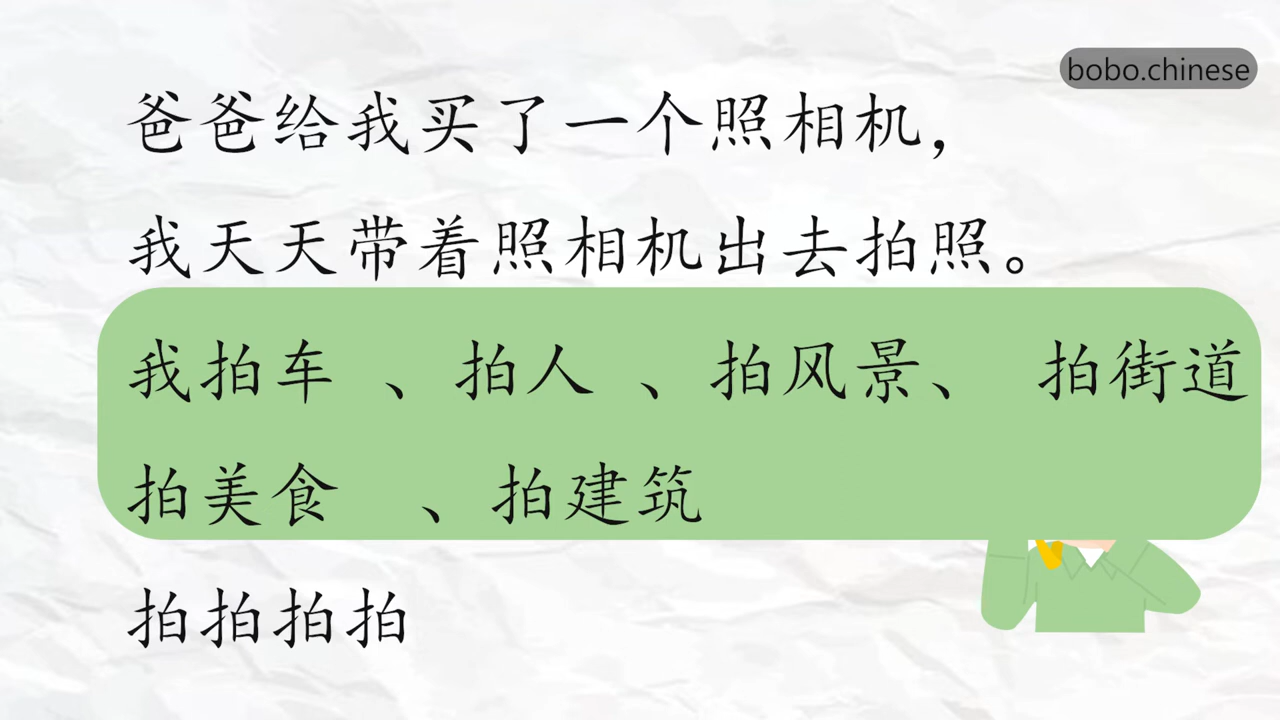 bobo.chinese
爸爸给我买了一个照相机，
我天天带着照相机出去拍照。
我拍车 、拍人 、拍风景、 拍街道
拍美食 、拍建筑
拍拍拍拍